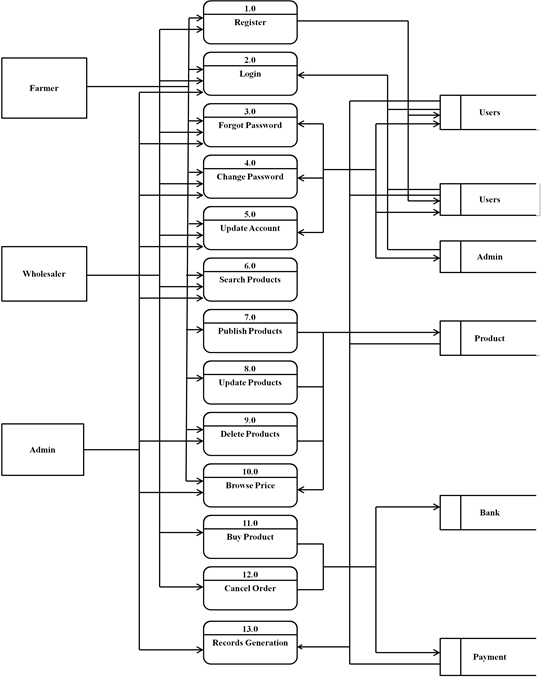 1.0
Register
2.0
Login
Farmer
3.0
Forgot Password
Users
4.0
Change Password
Users
5.0
Update Account
Admin
6.0
Search Products
Wholesaler
7.0
Publish Products
Product
8.0
Update Products
9.0
Delete Products
Admin
10.0
Browse Price
11.0
Buy Product
Bank
12.0
Cancel Order
13.0
Records Generation
Payment